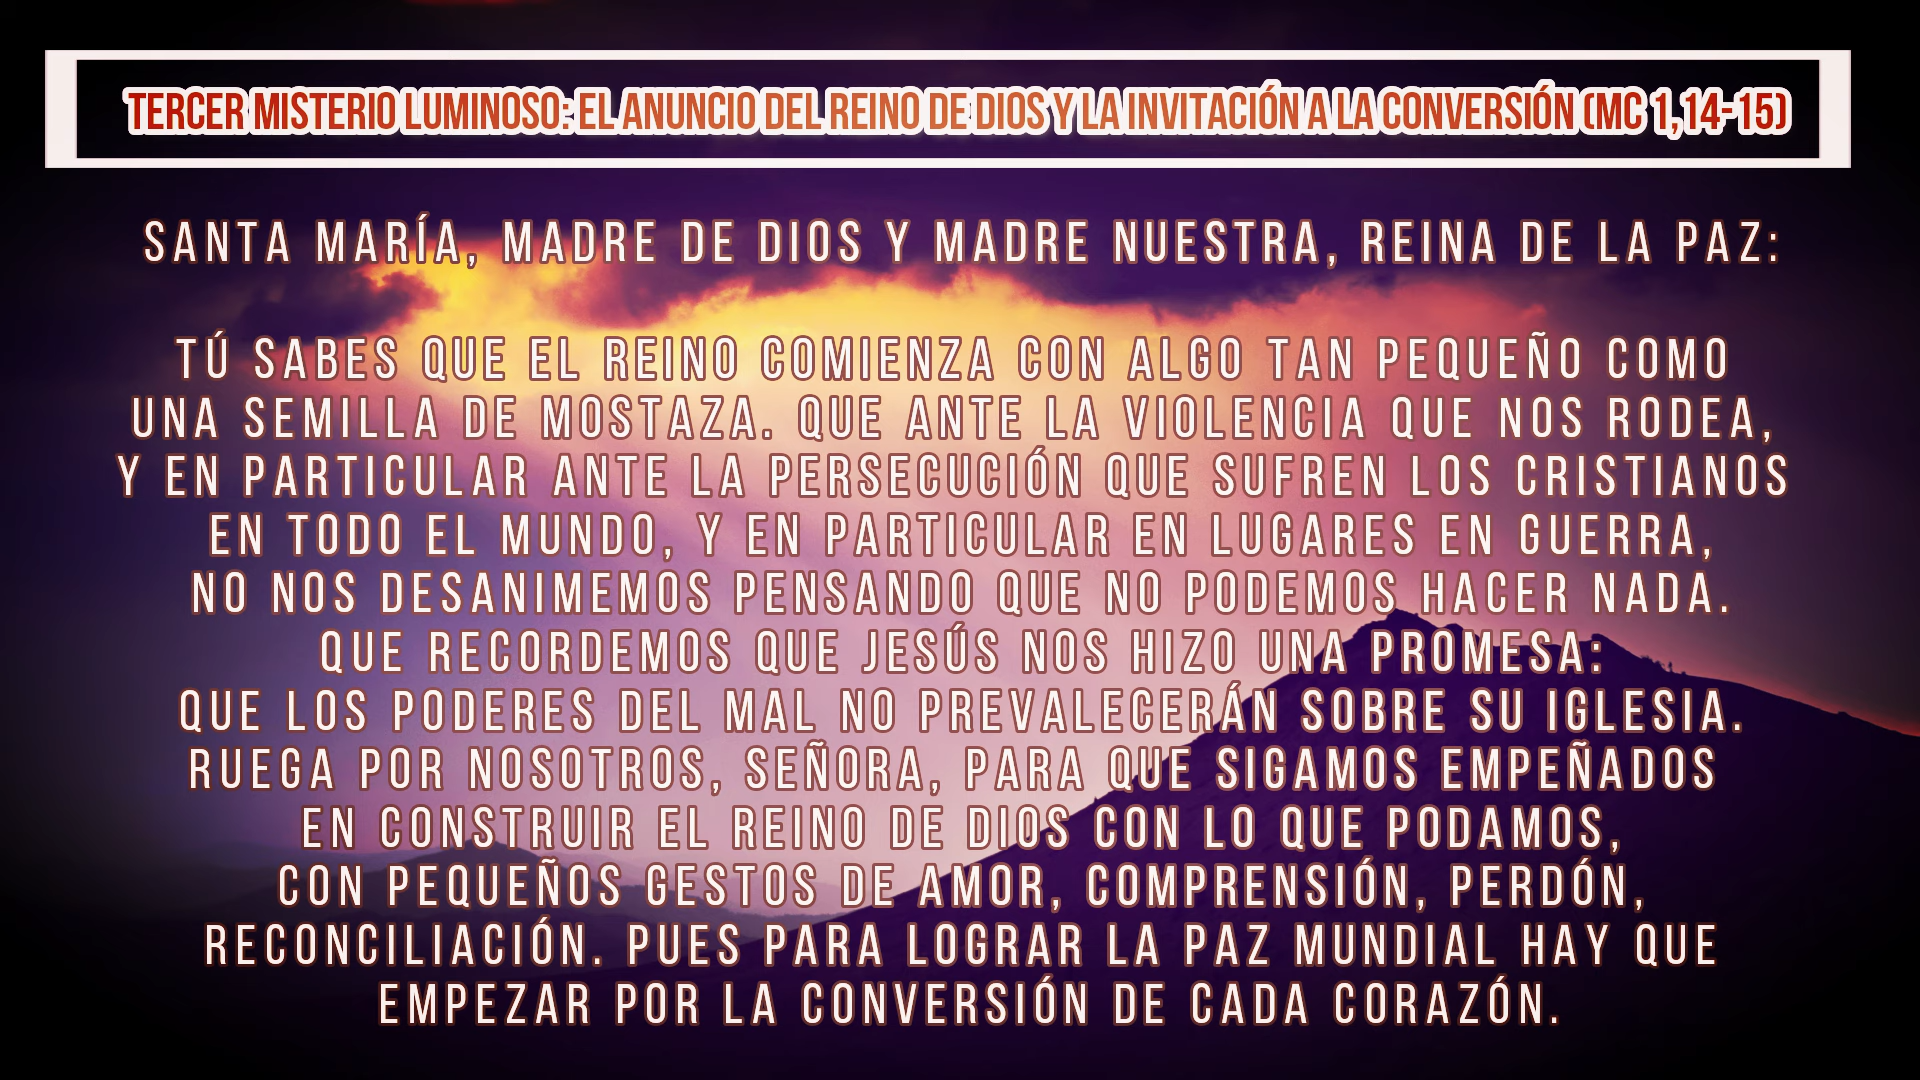 TERCER MISTERIO LUMINOSO: EL ANUNCIO DEL REINO DE DIOS Y LA INVITACIÓN A LA CONVERSIÓN (MC 1,14-15)
SANTA MARÍA, MADRE DE DIOS Y MADRE NUESTRA, REINA DE LA PAZ:
TÚ SABES QUE EL REINO COMIENZA CON ALGO TAN PEQUEÑO COMO
UNA SEMILLA DE MOSTAZA. QUE ANTE LA VIOLENCIA QUE NOS RODEA,
Y EN PARTICULAR ANTE LA PERSECUCIÓN QUE SUFREN LOS CRISTIANOS
EN TODO EL MUNDO, Y EN PARTICULAR EN LUGARES EN GUERRA,
NO NOS DESANIMEMOS PENSANDO QUE NO PODEMOS HACER NADA.
QUE RECORDEMOS QUE JESÚS NOS HIZO UNA PROMESA:
QUE LOS PODERES DEL MAL NO PREVALECERÁN SOBRE SU IGLESIA.
RUEGA POR NOSOTROS, SEÑORA, PARA QUE SIGAMOS EMPEÑADOS
EN CONSTRUIR EL REINO DE DIOS CON LO QUE PODAMOS,
CON PEQUEÑOS GESTOS DE AMOR, COMPRENSIÓN, PERDÓN,
RECONCILIACIÓN. PUES PARA LOGRAR LA PAZ MUNDIAL HAY QUE
EMPEZAR POR LA CONVERSIÓN DE CADA CORAZÓN.